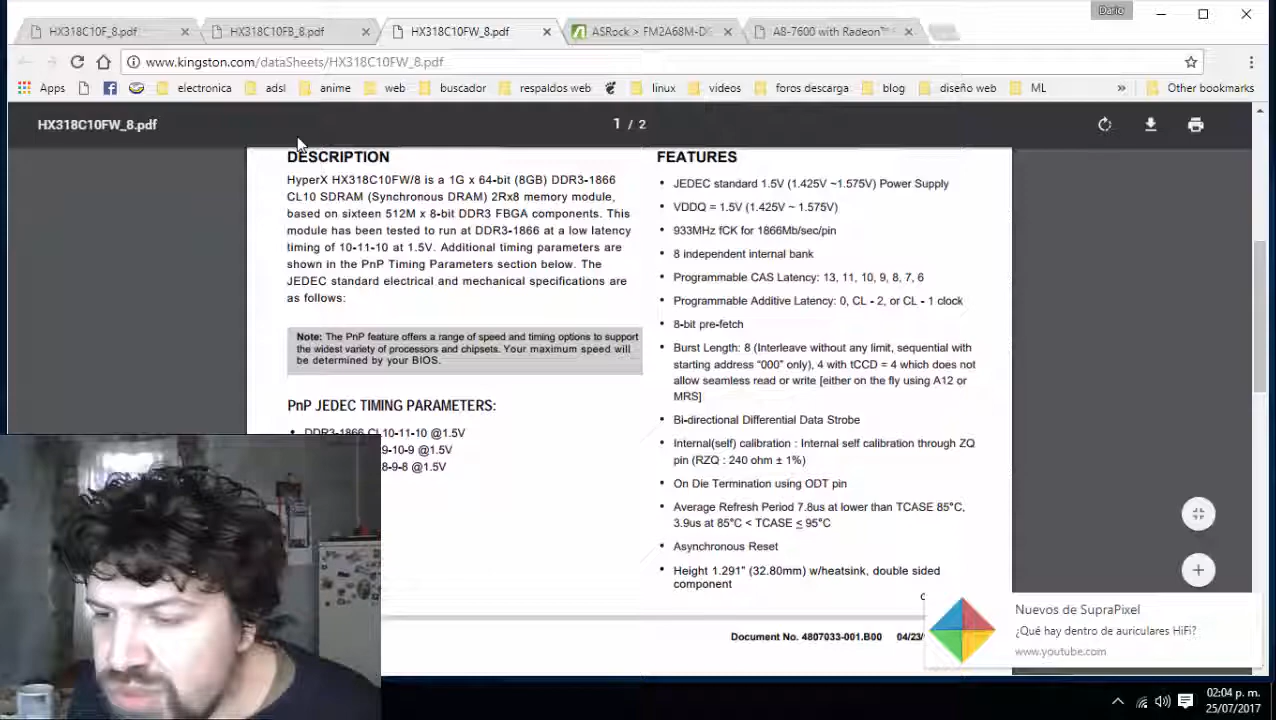 Dario
HX318C10F_8.pdf
HX318C10FB_8.pdf
HX318C10FW_8.pdf
ASRock > FM2A68M-DG
A8-7600 with Radeon™
www.kingston.com/dataSheets/HX318C10FW_8.pdf
Apps
electronica
adsl
anime
web
buscador
respaldos web
linux
videos
foros descarga
blog
diseño web
ML
»
Other bookmarks
HX318C10FW_8.pdf
1 / 2
DESCRIPTION
HyperX HX318C10FW/8 is a 1G x 64-bit (8GB) DDR3-1866
CL10 SDRAM (Synchronous DRAM) 2Rx8 memory module,
based on sixteen 512M x 8-bit DDR3 FBGA components. This
module has been tested to run at DDR3-1866 at a low latency
timing of 10-11-10 at 1.5V. Additional timing parameters are
shown in the PnP Timing Parameters section below. The
JEDEC standard electrical and mechanical specifications are
as follows:
Note: The PnP feature offers a range of speed and timing options to support
the widest variety of processors and chipsets. Your maximum speed will
be determined by your BIOS.
PnP JEDEC TIMING PARAMETERS:
• DDR3-1866 CL10-11-10 @1.5V
9-10-9 @1.5V
8-9-8 @1.5V
FEATURES
• JEDEC standard 1.5V (1.425V ~1.575V) Power Supply
• VDDQ = 1.5V (1.425V ~ 1.575V)
• 933MHz fCK for 1866Mb/sec/pin
• 8 independent internal bank
• Programmable CAS Latency: 13, 11, 10, 9, 8, 7, 6
• Programmable Additive Latency: 0, CL - 2, or CL - 1 clock
• 8-bit pre-fetch
• Burst Length: 8 (Interleave without any limit, sequential with
starting address “000” only), 4 with tCCD = 4 which does not
allow seamless read or write [either on the fly using A12 or
MRS]
• Bi-directional Differential Data Strobe
• Internal(self) calibration : Internal self calibration through ZQ
pin (RZQ : 240 ohm ± 1%)
• On Die Termination using ODT pin
• Average Refresh Period 7.8us at lower than TCASE 85°C,
3.9us at 85°C < TCASE ≤ 95°C
• Asynchronous Reset
• Height 1.291” (32.80mm) w/heatsink, double sided
component
Document No. 4807033-001.B00 04/23/
Nuevos de SupraPixel
¿Qué hay dentro de auriculares HiFi?
www.youtube.com
02:04 p. m.
25/07/2017